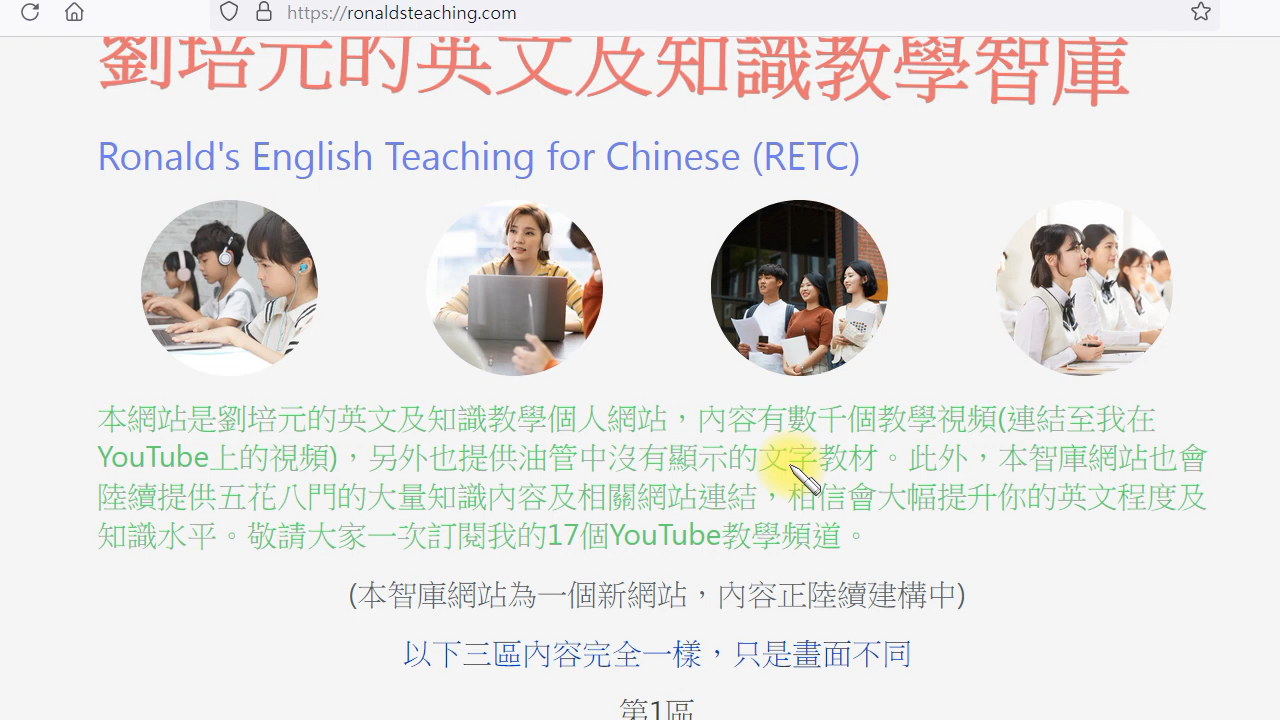 https://ronaldsteaching.com
劉培元的英文及知識教學智庫
Ronald's English Teaching for Chinese (RETC)
本網站是劉培元的英文及知識教學個人網站，內容有數千個教學視頻(連結至我在
YouTube上的視頻)，另外也提供油管中沒有顯示的文字教材。此外，本智庫網站也會
陸續提供五花八門的大量知識內容及相關網站連結，相信會大幅提升你的英文程度及
知識水平。敬請大家一次訂閱我的17個YouTube教學頻道。
(本智庫網站為一個新網站，內容正陸續建構中)
以下三區內容完全一樣，只是畫面不同
第1區